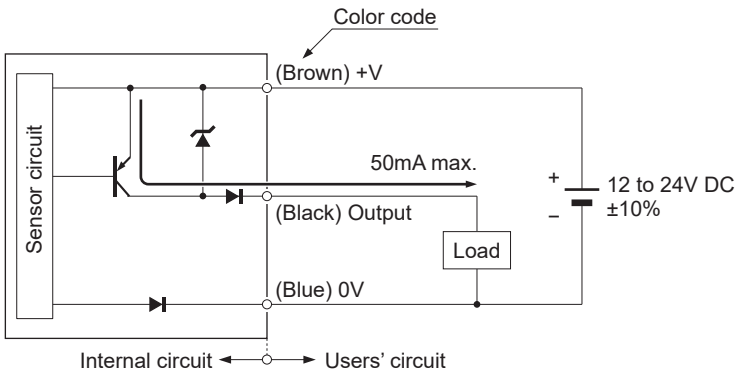 Color code
(Brown) +V
Sensor circuit
50mA max.
+
12 to 24V DC
−
±10%
(Black) Output
Load
(Blue) 0V
Internal circuit
Users' circuit